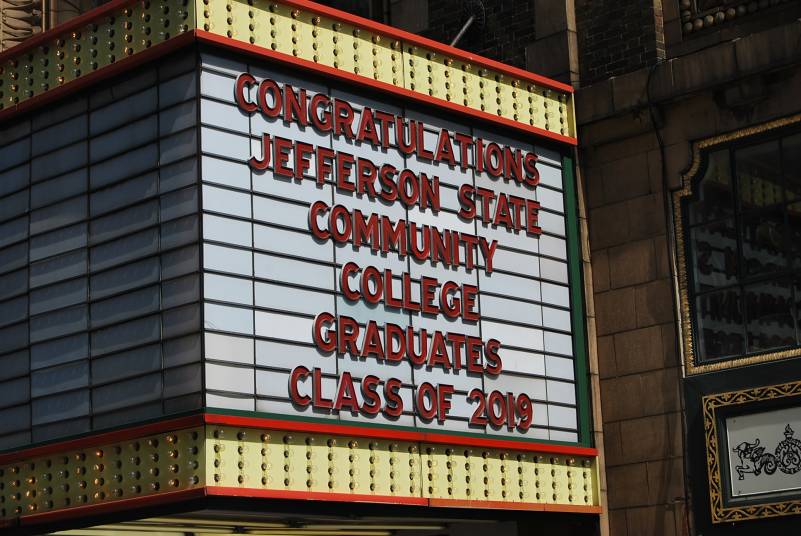 CONGRATULATIONS
JEFFERSON STATE
COMMUNITY
COLLEGE
GRADUATES
CLASS OF 2019